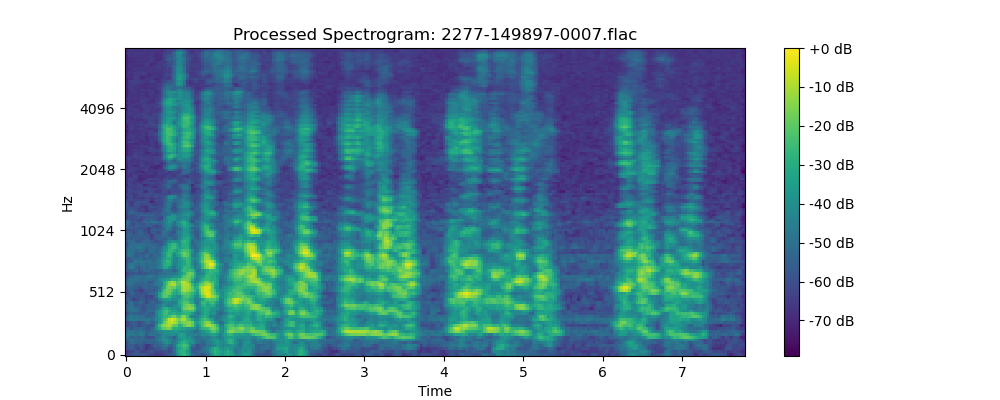 Processed Spectrogram: 2277-149897-0007.flac
Hz
4096
2048
1024
512
0
0 1 2 3 4 5 6 7
Time
+0 dB
-10 dB
-20 dB
-30 dB
-40 dB
-50 dB
-60 dB
-70 dB